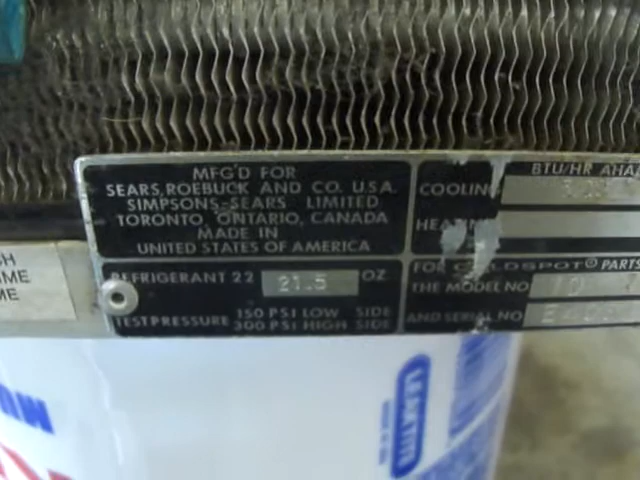 MFG'D FOR
SEARS, ROEBUCK AND CO. U.S.A.
SIMPSONS-SEARS LIMITED
TORONTO, ONTARIO, CANADA
MADE IN
UNITED STATES OF AMERICA
REFRIGERANT 22 21.5 OZ
TEST PRESSURE 150 PSI LOW SIDE
300 PSI HIGH SIDE
BTU/HR AHA
COOLING
HEATING
FOR COLDSPOT® PARTS
THE MODEL NO
AND SERIAL NO